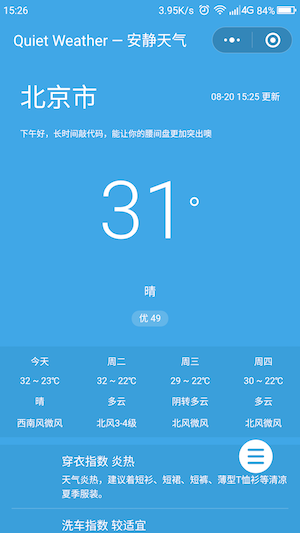 15:26 3.95K/s 4G 84%
Quiet Weather — 安静天气
北京市 08-20 15:25 更新
下午好，长时间敲代码，能让你的腰间盘更加突出噢
31°
晴
优 49
今天 周二 周三 周四
32 ~ 23℃ 32 ~ 22℃ 29 ~ 22℃ 30 ~ 22℃
晴 多云 阴转多云 多云
西南风微风 北风3-4级 北风微风 北风微风
穿衣指数 炎热
天气炎热，建议着短衫、短裙、短裤、薄型T恤衫等清凉
夏季服装。
洗车指数 较适宜